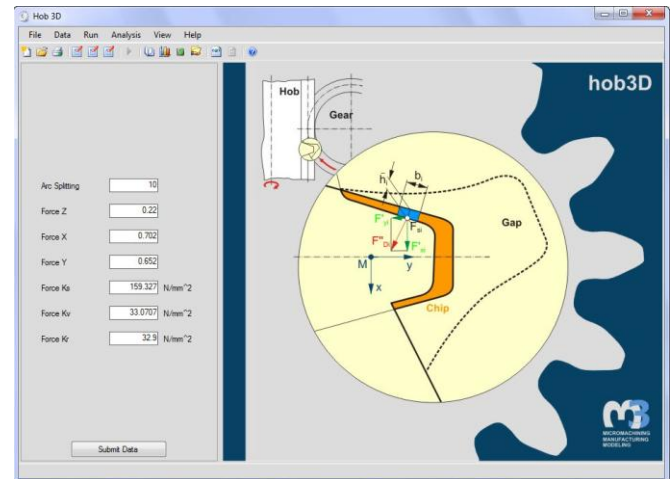 Hob 3D
File Data Run Analysis View Help
Arc Splitting 10
Force Z 0.22
Force X 0.702
Force Y 0.652
Force Ks 159.327 N/mm^2
Force Kv 33.0707 N/mm^2
Force Kr 32.9 N/mm^2
Submit Data
hob3D
Hob
Gear
Gap
Chip
M
y
x
MICROMACHINING
MANUFACTURING
MODELING